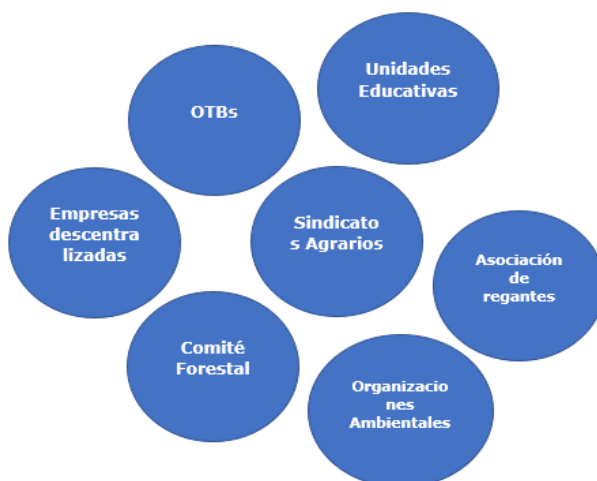 Unidades
Educativas
OTBs
Empresas
descentra
lizadas
Sindicato
s Agrarios
Asociación
de
regantes
Comité
Forestal
Organizacio
nes
Ambientales